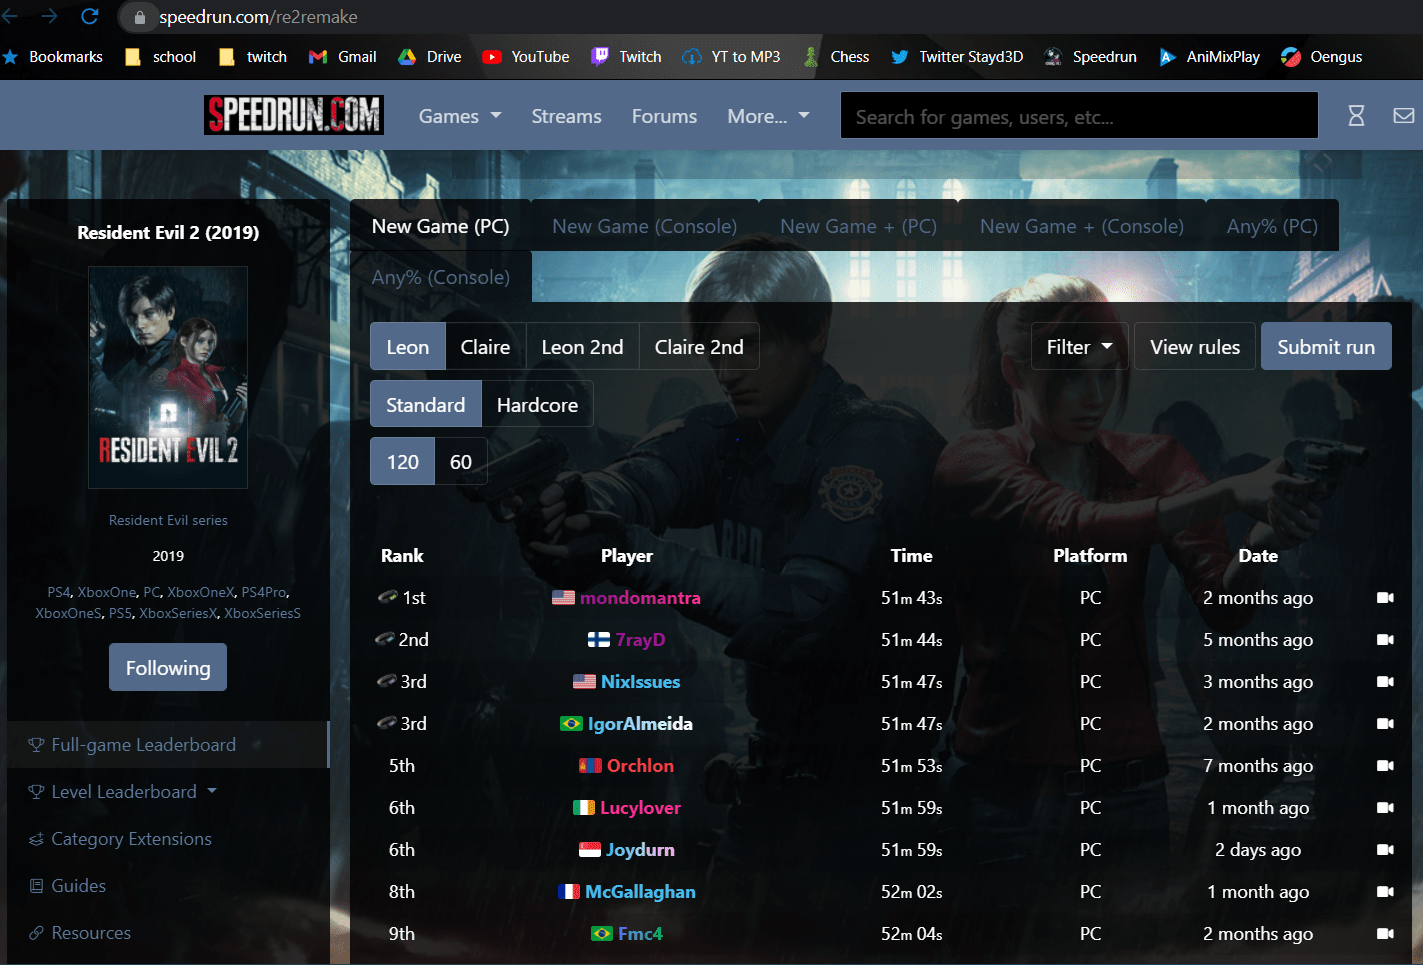 speedrun.com/re2remake
Bookmarks school twitch Gmail Drive YouTube Twitch YT to MP3 Chess Twitter Stayd3D Speedrun AniMixPlay Oengus
SPEEDRUN.COM Games Streams Forums More... Search for games, users, etc...
Resident Evil 2 (2019)
RESIDENT EVIL 2
Resident Evil series
2019
PS4, XboxOne, PC, XboxOneX, PS4Pro,
XboxOneS, PS5, XboxSeriesX, XboxSeriesS
Following
Full-game Leaderboard
Level Leaderboard
Category Extensions
Guides
Resources
New Game (PC) New Game (Console) New Game + (PC) New Game + (Console) Any% (PC)
Any% (Console)
Leon Claire Leon 2nd Claire 2nd Filter View rules Submit run
Standard Hardcore
120 60
Rank Player Time Platform Date
1st mondomantra 51m 43s PC 2 months ago
2nd 7rayD 51m 44s PC 5 months ago
3rd NixIssues 51m 47s PC 3 months ago
3rd IgorAlmeida 51m 47s PC 2 months ago
5th Orchlon 51m 53s PC 7 months ago
6th Lucylover 51m 59s PC 1 month ago
6th Joydurn 51m 59s PC 2 days ago
8th McGallaghan 52m 02s PC 1 month ago
9th Fmc4 52m 04s PC 2 months ago